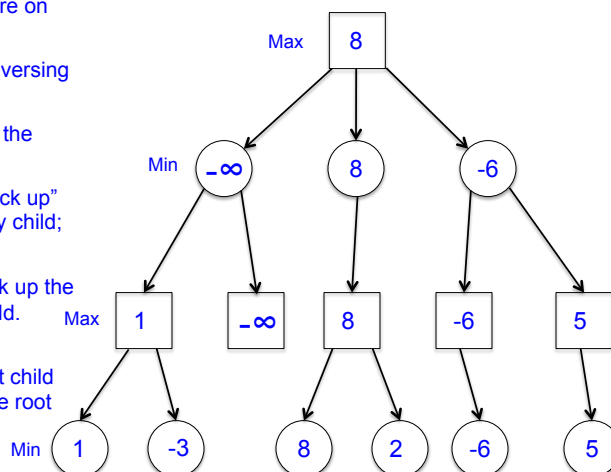 re on
versing
the
ck up”
y child;
k up the
ld.
t child
e root
Max 8
Min -∞ 8 -6
Max 1 -∞ 8 -6 5
Min 1 -3 8 2 -6 5